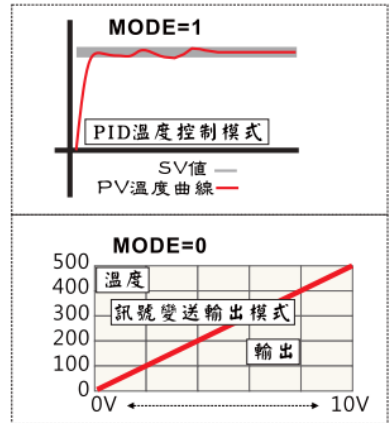 MODE=1
PID溫度控制模式
SV值
PV溫度曲線
MODE=0
500
溫度
400
300
訊號變送輸出模式
200
輸出
100
0
0V
10V